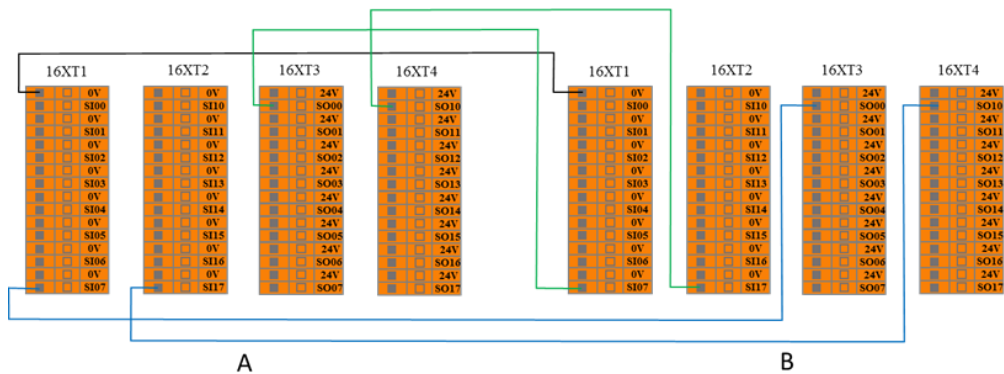 16XT1 16XT2 16XT3 16XT4 16XT1 16XT2 16XT3 16XT4
0V 0V 24V 24V 0V 0V 24V 24V
SI00 SI10 SO00 SO10 SI00 SI10 SO00 SO10
0V 0V 24V 24V 0V 0V 24V 24V
SI01 SI11 SO01 SO11 SI01 SI11 SO01 SO11
0V 0V 24V 24V 0V 0V 24V 24V
SI02 SI12 SO02 SO12 SI02 SI12 SO02 SO12
0V 0V 24V 24V 0V 0V 24V 24V
SI03 SI13 SO03 SO13 SI03 SI13 SO03 SO13
0V 0V 24V 24V 0V 0V 24V 24V
SI04 SI14 SO04 SO14 SI04 SI14 SO04 SO14
0V 0V 24V 24V 0V 0V 24V 24V
SI05 SI15 SO05 SO15 SI05 SI15 SO05 SO15
0V 0V 24V 24V 0V 0V 24V 24V
SI06 SI16 SO06 SO16 SI06 SI16 SO06 SO16
0V 0V 24V 24V 0V 0V 24V 24V
SI07 SI17 SO07 SO17 SI07 SI17 SO07 SO17
A B